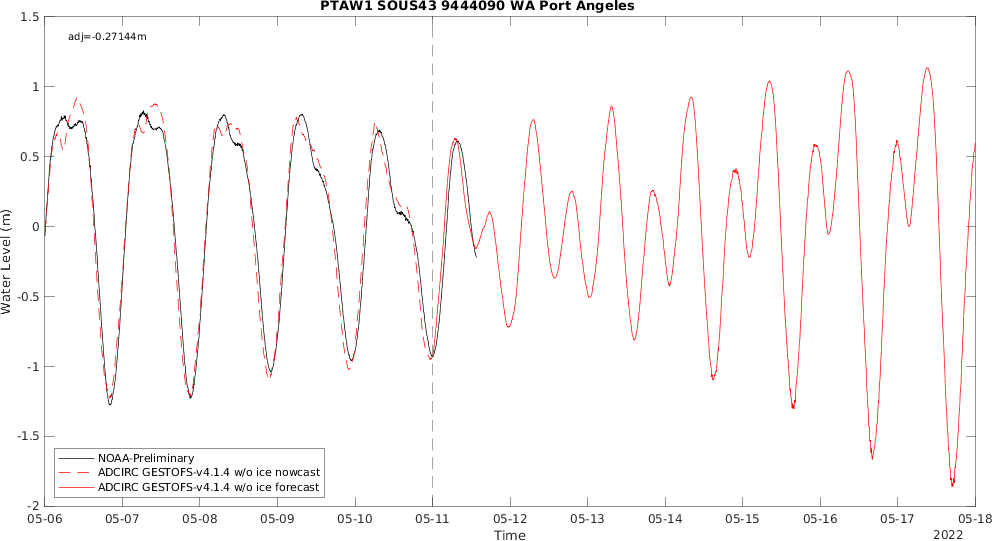 PTAW1 SOUS43 9444090 WA Port Angeles
adj=-0.27144m
1.5
1
0.5
0
-0.5
-1
-1.5
-2
Water Level (m)
NOAA-Preliminary
ADCIRC GESTOFS-v4.1.4 w/o ice nowcast
ADCIRC GESTOFS-v4.1.4 w/o ice forecast
05-06 05-07 05-08 05-09 05-10 05-11 05-12 05-13 05-14 05-15 05-16 05-17 05-18
Time
2022